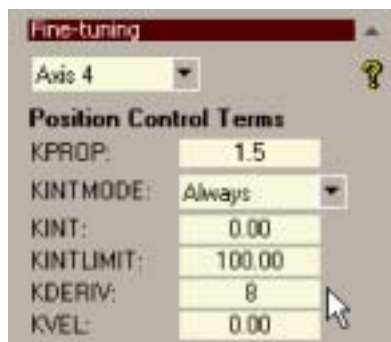 Fine-tuning
Axis 4
Position Control Terms
KPROP: 1.5
KINTMODE: Always
KINT: 0.00
KINTLIMIT: 100.00
KDERIV: 8
KVEL: 0.00